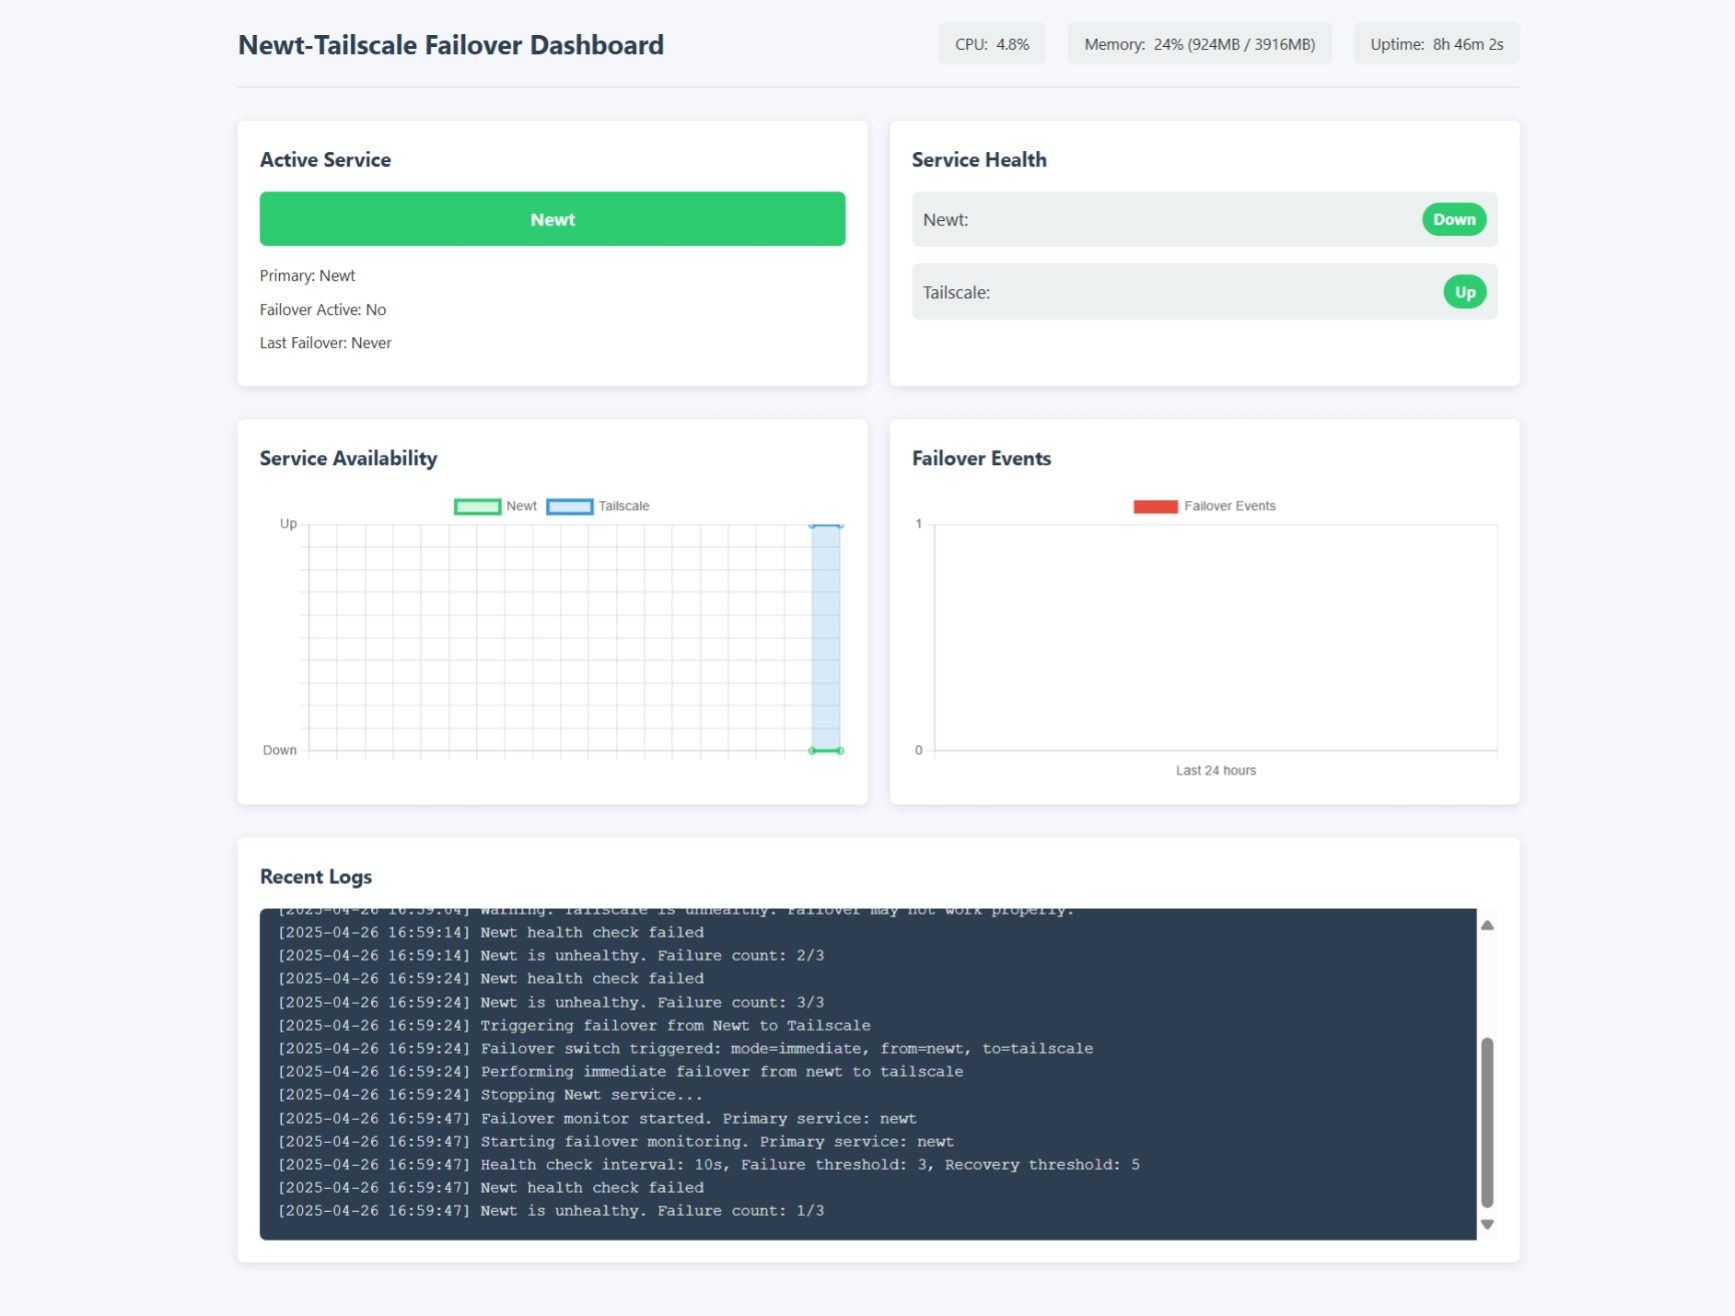 Newt-Tailscale Failover Dashboard
CPU: 4.8%
Memory: 24% (924MB / 3916MB)
Uptime: 8h 46m 2s
Active Service
Newt
Primary: Newt
Failover Active: No
Last Failover: Never
Service Health
Newt:
Down
Tailscale:
Up
Service Availability
Newt
Tailscale
Up
Down
Failover Events
Failover Events
1
0
Last 24 hours
Recent Logs
[2025-04-26 16:59:04] Warning: Tailscale is unhealthy. Failover may not work properly.
[2025-04-26 16:59:14] Newt health check failed
[2025-04-26 16:59:14] Newt is unhealthy. Failure count: 2/3
[2025-04-26 16:59:24] Newt health check failed
[2025-04-26 16:59:24] Newt is unhealthy. Failure count: 3/3
[2025-04-26 16:59:24] Triggering failover from Newt to Tailscale
[2025-04-26 16:59:24] Failover switch triggered: mode=immediate, from=newt, to=tailscale
[2025-04-26 16:59:24] Performing immediate failover from newt to tailscale
[2025-04-26 16:59:24] Stopping Newt service...
[2025-04-26 16:59:47] Failover monitor started. Primary service: newt
[2025-04-26 16:59:47] Starting failover monitoring. Primary service: newt
[2025-04-26 16:59:47] Health check interval: 10s, Failure threshold: 3, Recovery threshold: 5
[2025-04-26 16:59:47] Newt health check failed
[2025-04-26 16:59:47] Newt is unhealthy. Failure count: 1/3